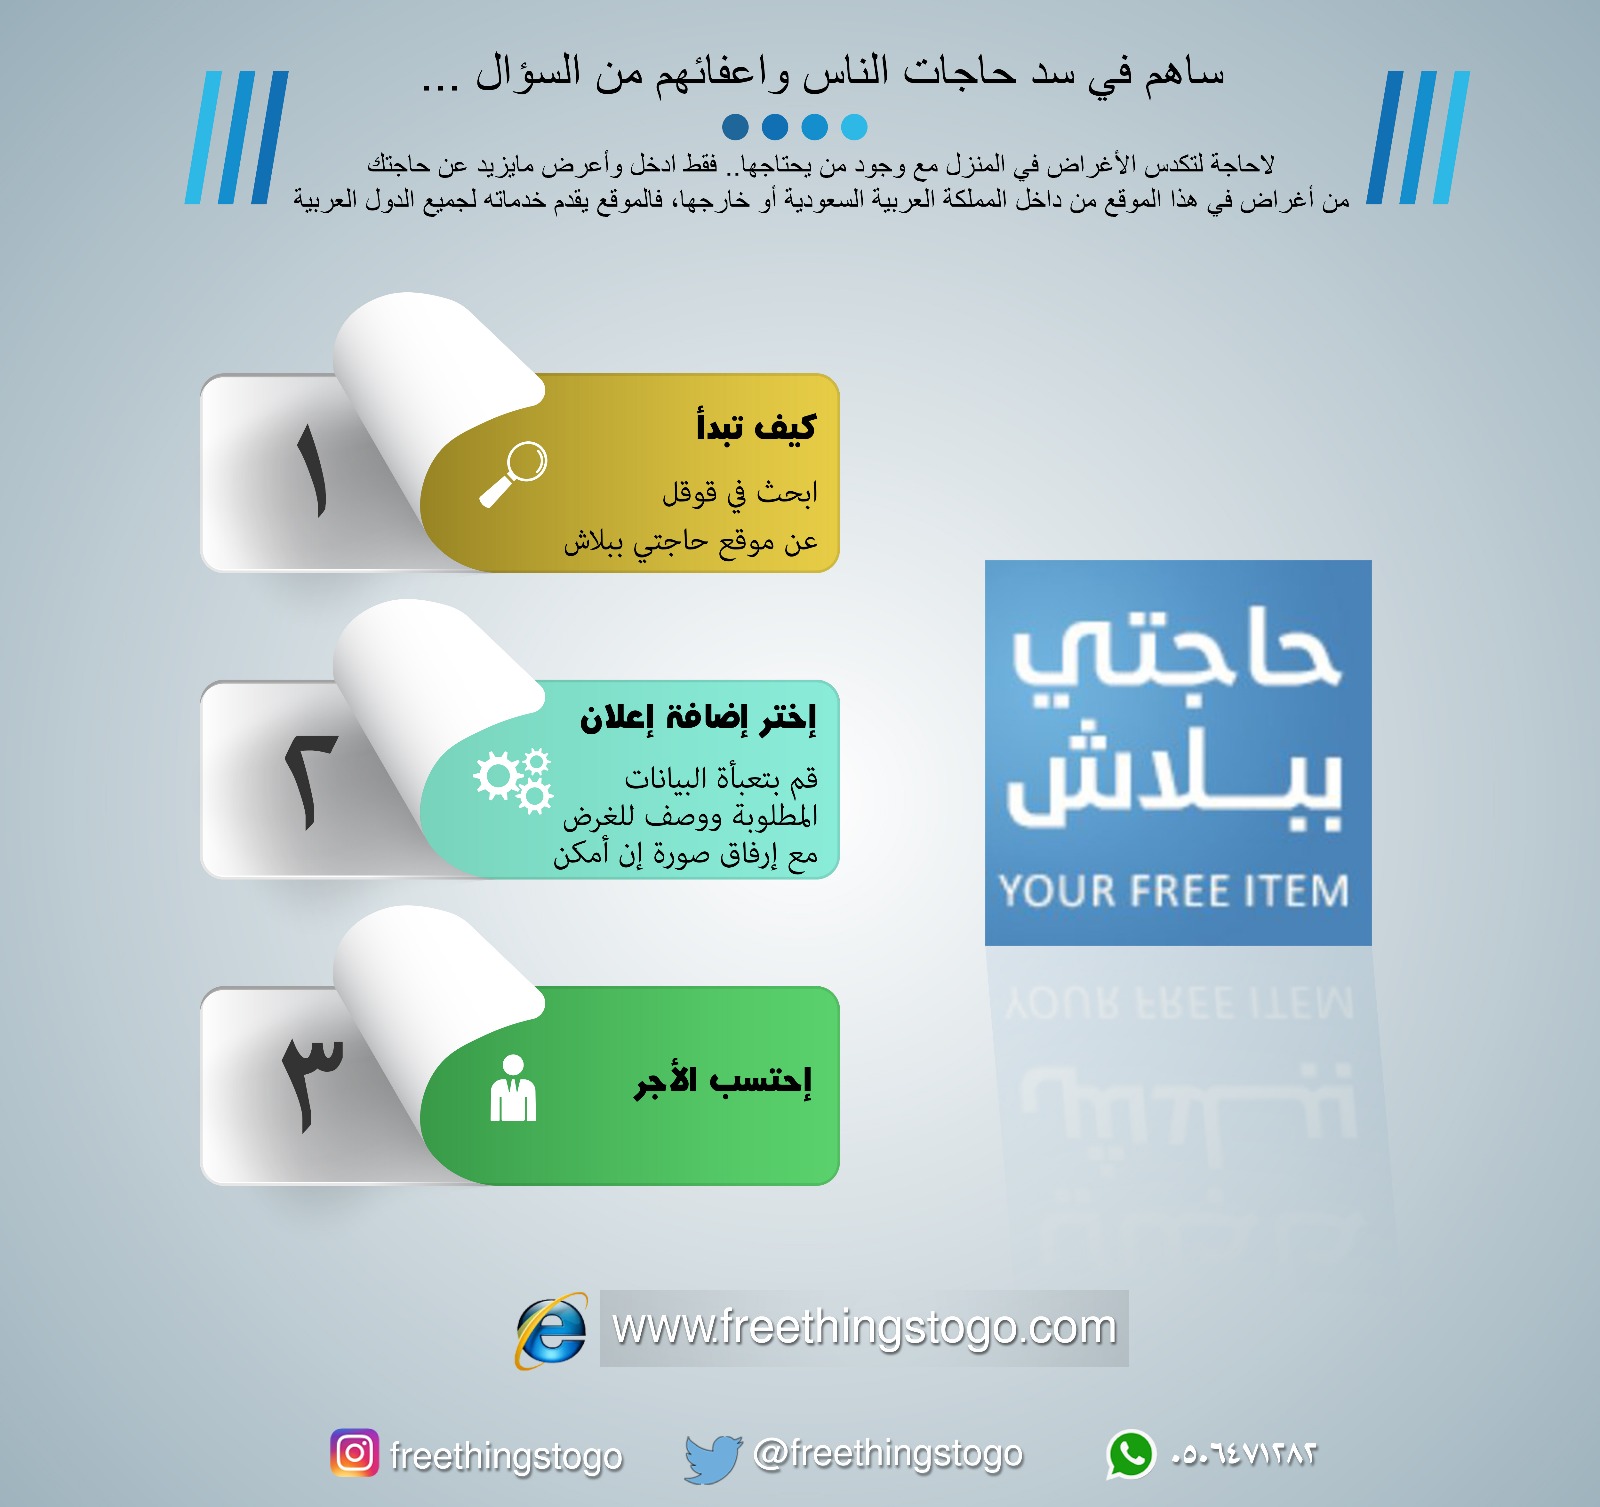 ساهم في سد حاجات الناس واعفائهم من السؤال ...
لاحاجة لتكدس الأغراض في المنزل مع وجود من يحتاجها.. فقط ادخل وأعرض مايزيد عن حاجتك
من أغراض في هذا الموقع من داخل المملكة العربية السعودية أو خارجها، فالموقع يقدم خدماته لجميع الدول العربية
١
كيف تبدأ
ابحث في قوقل
عن موقع حاجتي ببلاش
٢
إختر إضافة إعلان
قم بتعبأة البيانات
المطلوبة ووصف للغرض
مع إرفاق صورة إن أمكن
٣
إحتسب الأجر
حاجتي
ببلاش
YOUR FREE ITEM
www.freethingstogo.com
freethingstogo
@freethingstogo
٠٥٠٦٤٧١٢٨٢